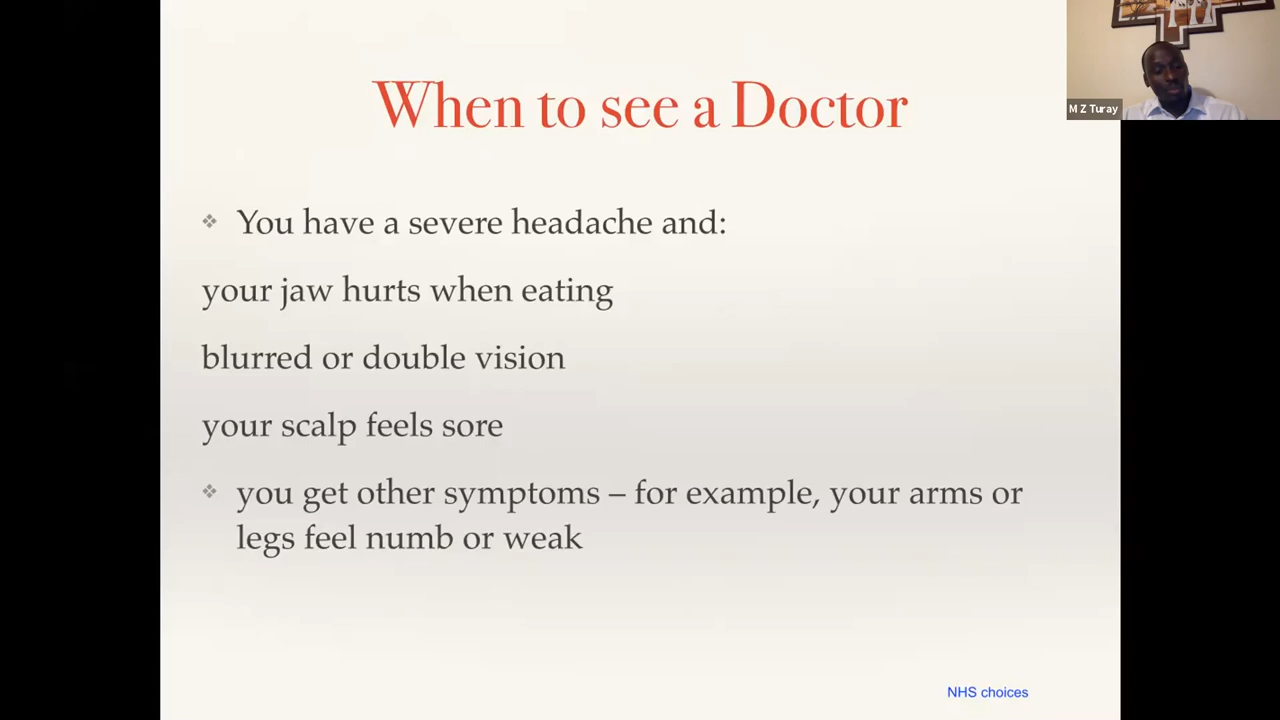 When to see a Doctor
M Z Turay
❖ You have a severe headache and:
your jaw hurts when eating
blurred or double vision
your scalp feels sore
❖ you get other symptoms – for example, your arms or
legs feel numb or weak
NHS choices